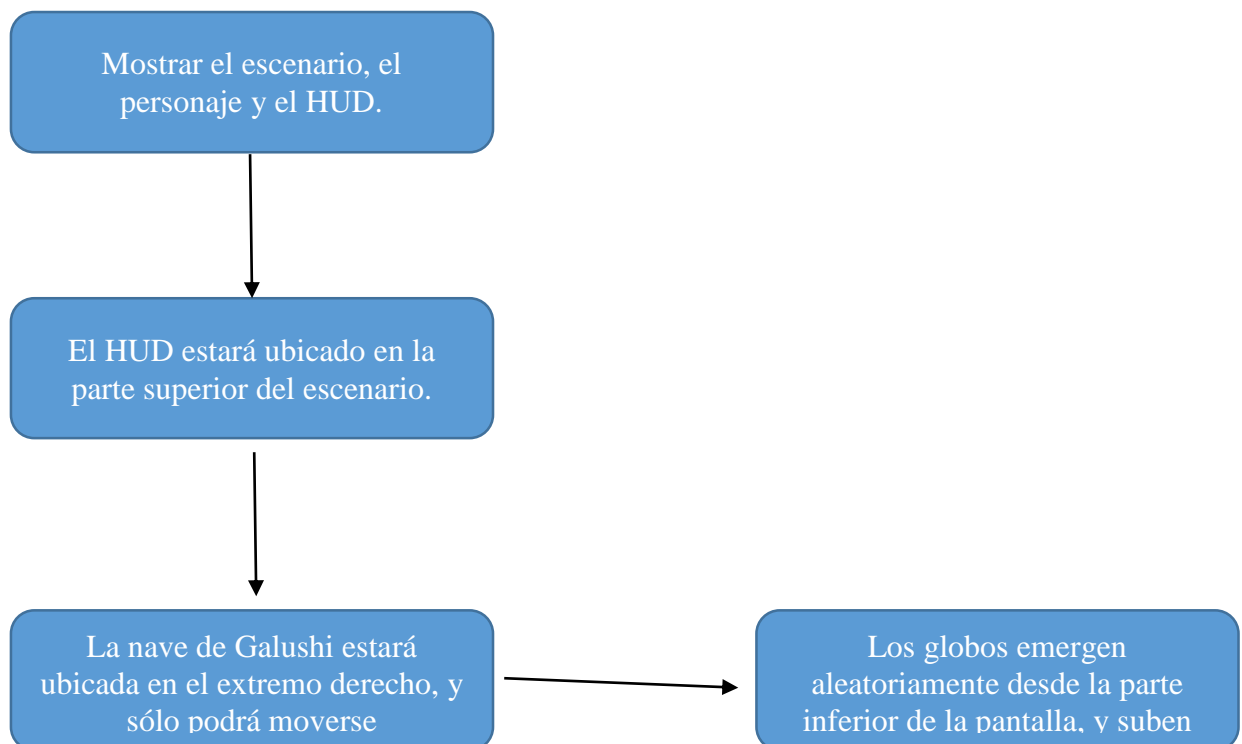 Mostrar el escenario, el
personaje y el HUD.
El HUD estará ubicado en la
parte superior del escenario.
La nave de Galushi estará
ubicada en el extremo derecho, y
sólo podrá moverse
Los globos emergen
aleatoriamente desde la parte
inferior de la pantalla, y suben